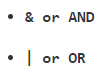 • & or AND
• | or OR